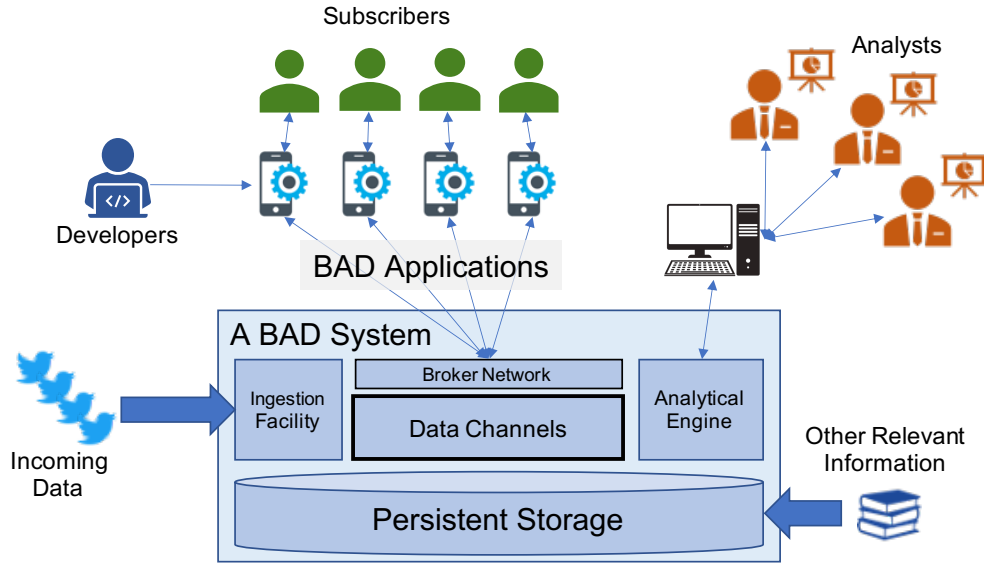 Subscribers
Analysts
</>
Developers
BAD Applications
A BAD System
Broker Network
Ingestion
Facility
Data Channels
Analytical
Engine
Incoming
Data
Other Relevant
Information
Persistent Storage